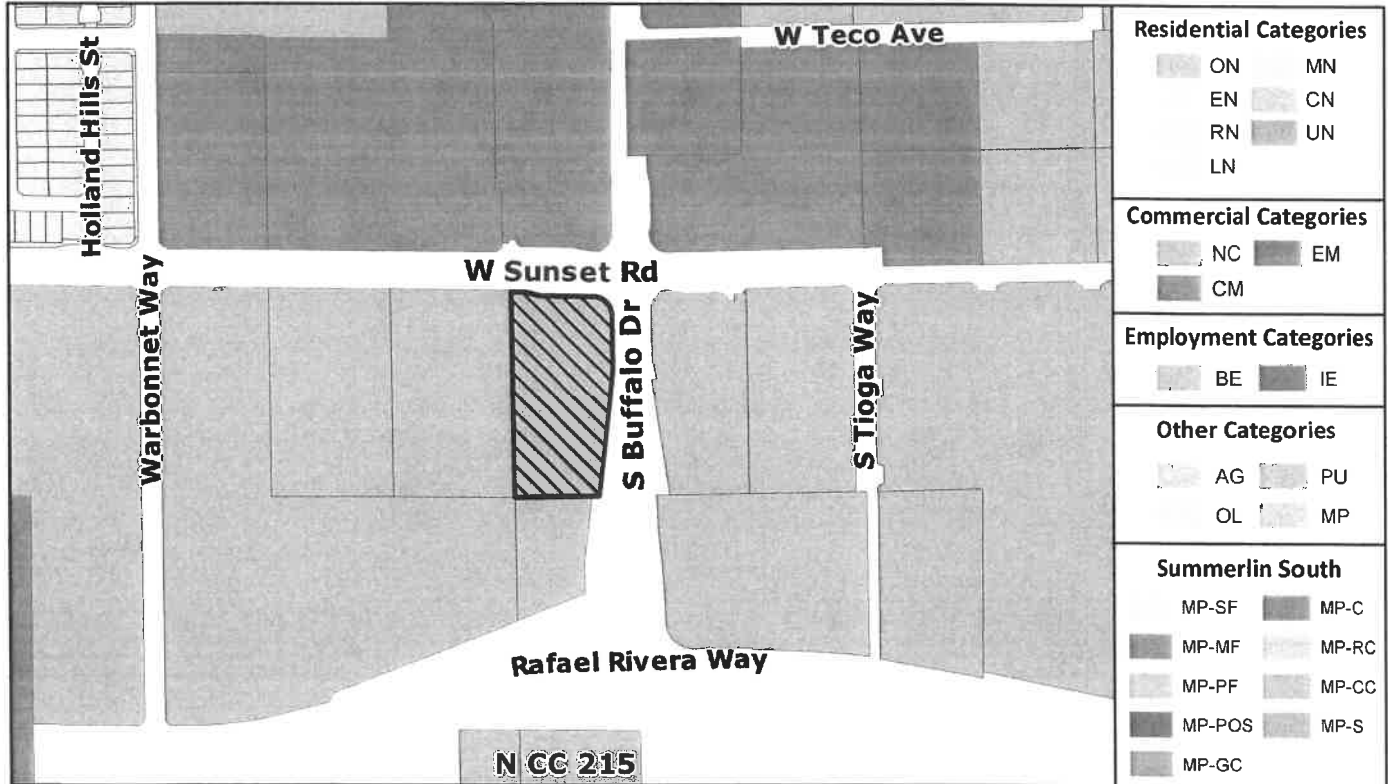 W Teco Ave
Holland Hills St
W Sunset Rd
Warbonnet Way
S Buffalo Dr
S Tioga Way
Rafael Rivera Way
N CC 215
Residential Categories
ON MN
EN CN
RN UN
LN
Commercial Categories
NC EM
CM
Employment Categories
BE IE
Other Categories
AG PU
OL MP
Summerlin South
MP-SF MP-C
MP-MF MP-RC
MP-PF MP-CC
MP-POS MP-S
MP-GC